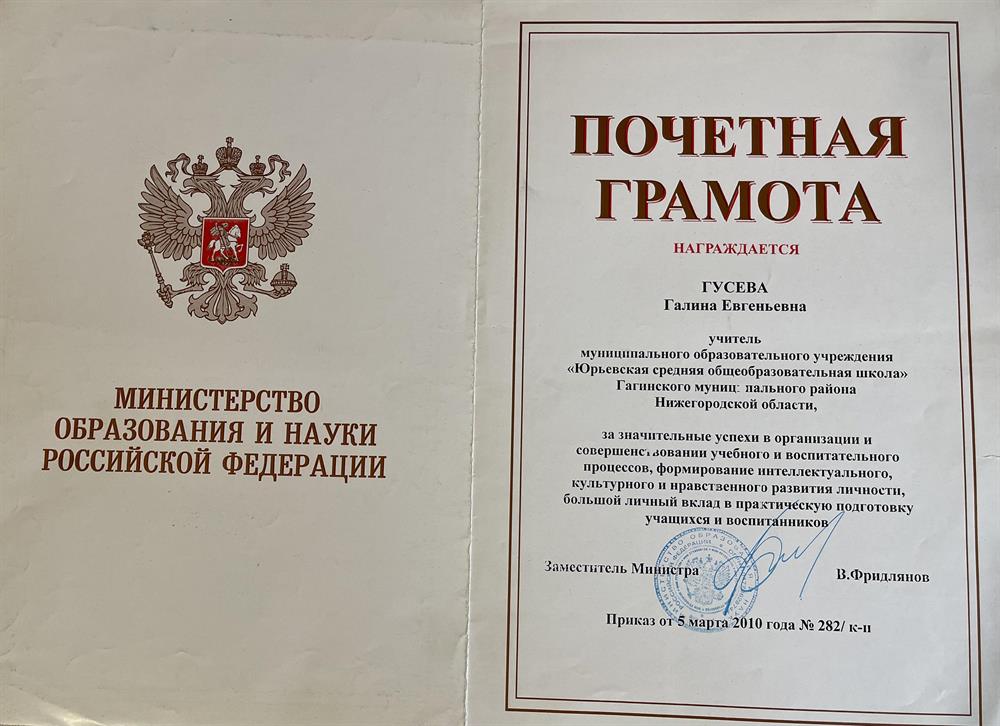 МИНИСТЕРСТВО
ОБРАЗОВАНИЯ И НАУКИ
РОССИЙСКОЙ ФЕДЕРАЦИИ
ПОЧЕТНАЯ
ГРАМОТА
НАГРАЖДАЕТСЯ
ГУСЕВА
Галина Евгеньевна
учитель
муниципального образовательного учреждения
«Юрьевская средняя общеобразовательная школа»
Гагинского муниципального района
Нижегородской области,
за значительные успехи в организации и
совершенствовании учебного и воспитательного
процессов, формирование интеллектуального,
культурного и нравственного развития личности,
большой личный вклад в практическую подготовку
учащихся и воспитанников
Заместитель Министра
В.Фридлянов
Приказ от 5 марта 2010 года № 282/ к-н